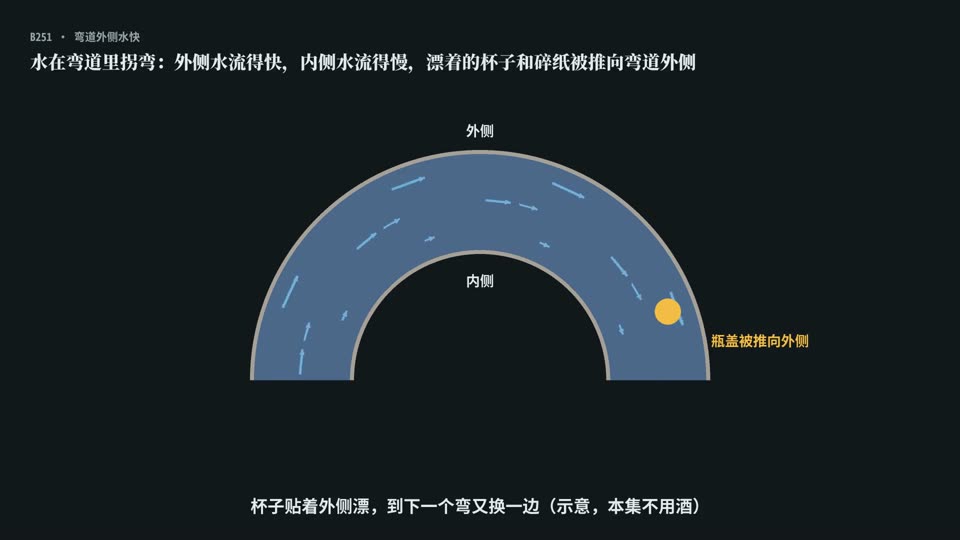 B251 · 弯道外侧水快
水在弯道里拐弯：外侧水流得快，内侧水流得慢，漂着的杯子和碎纸被推向弯道外侧
外侧
内侧
瓶盖被推向外侧
杯子贴着外侧漂，到下一个弯又换一边（示意，本集不用酒）